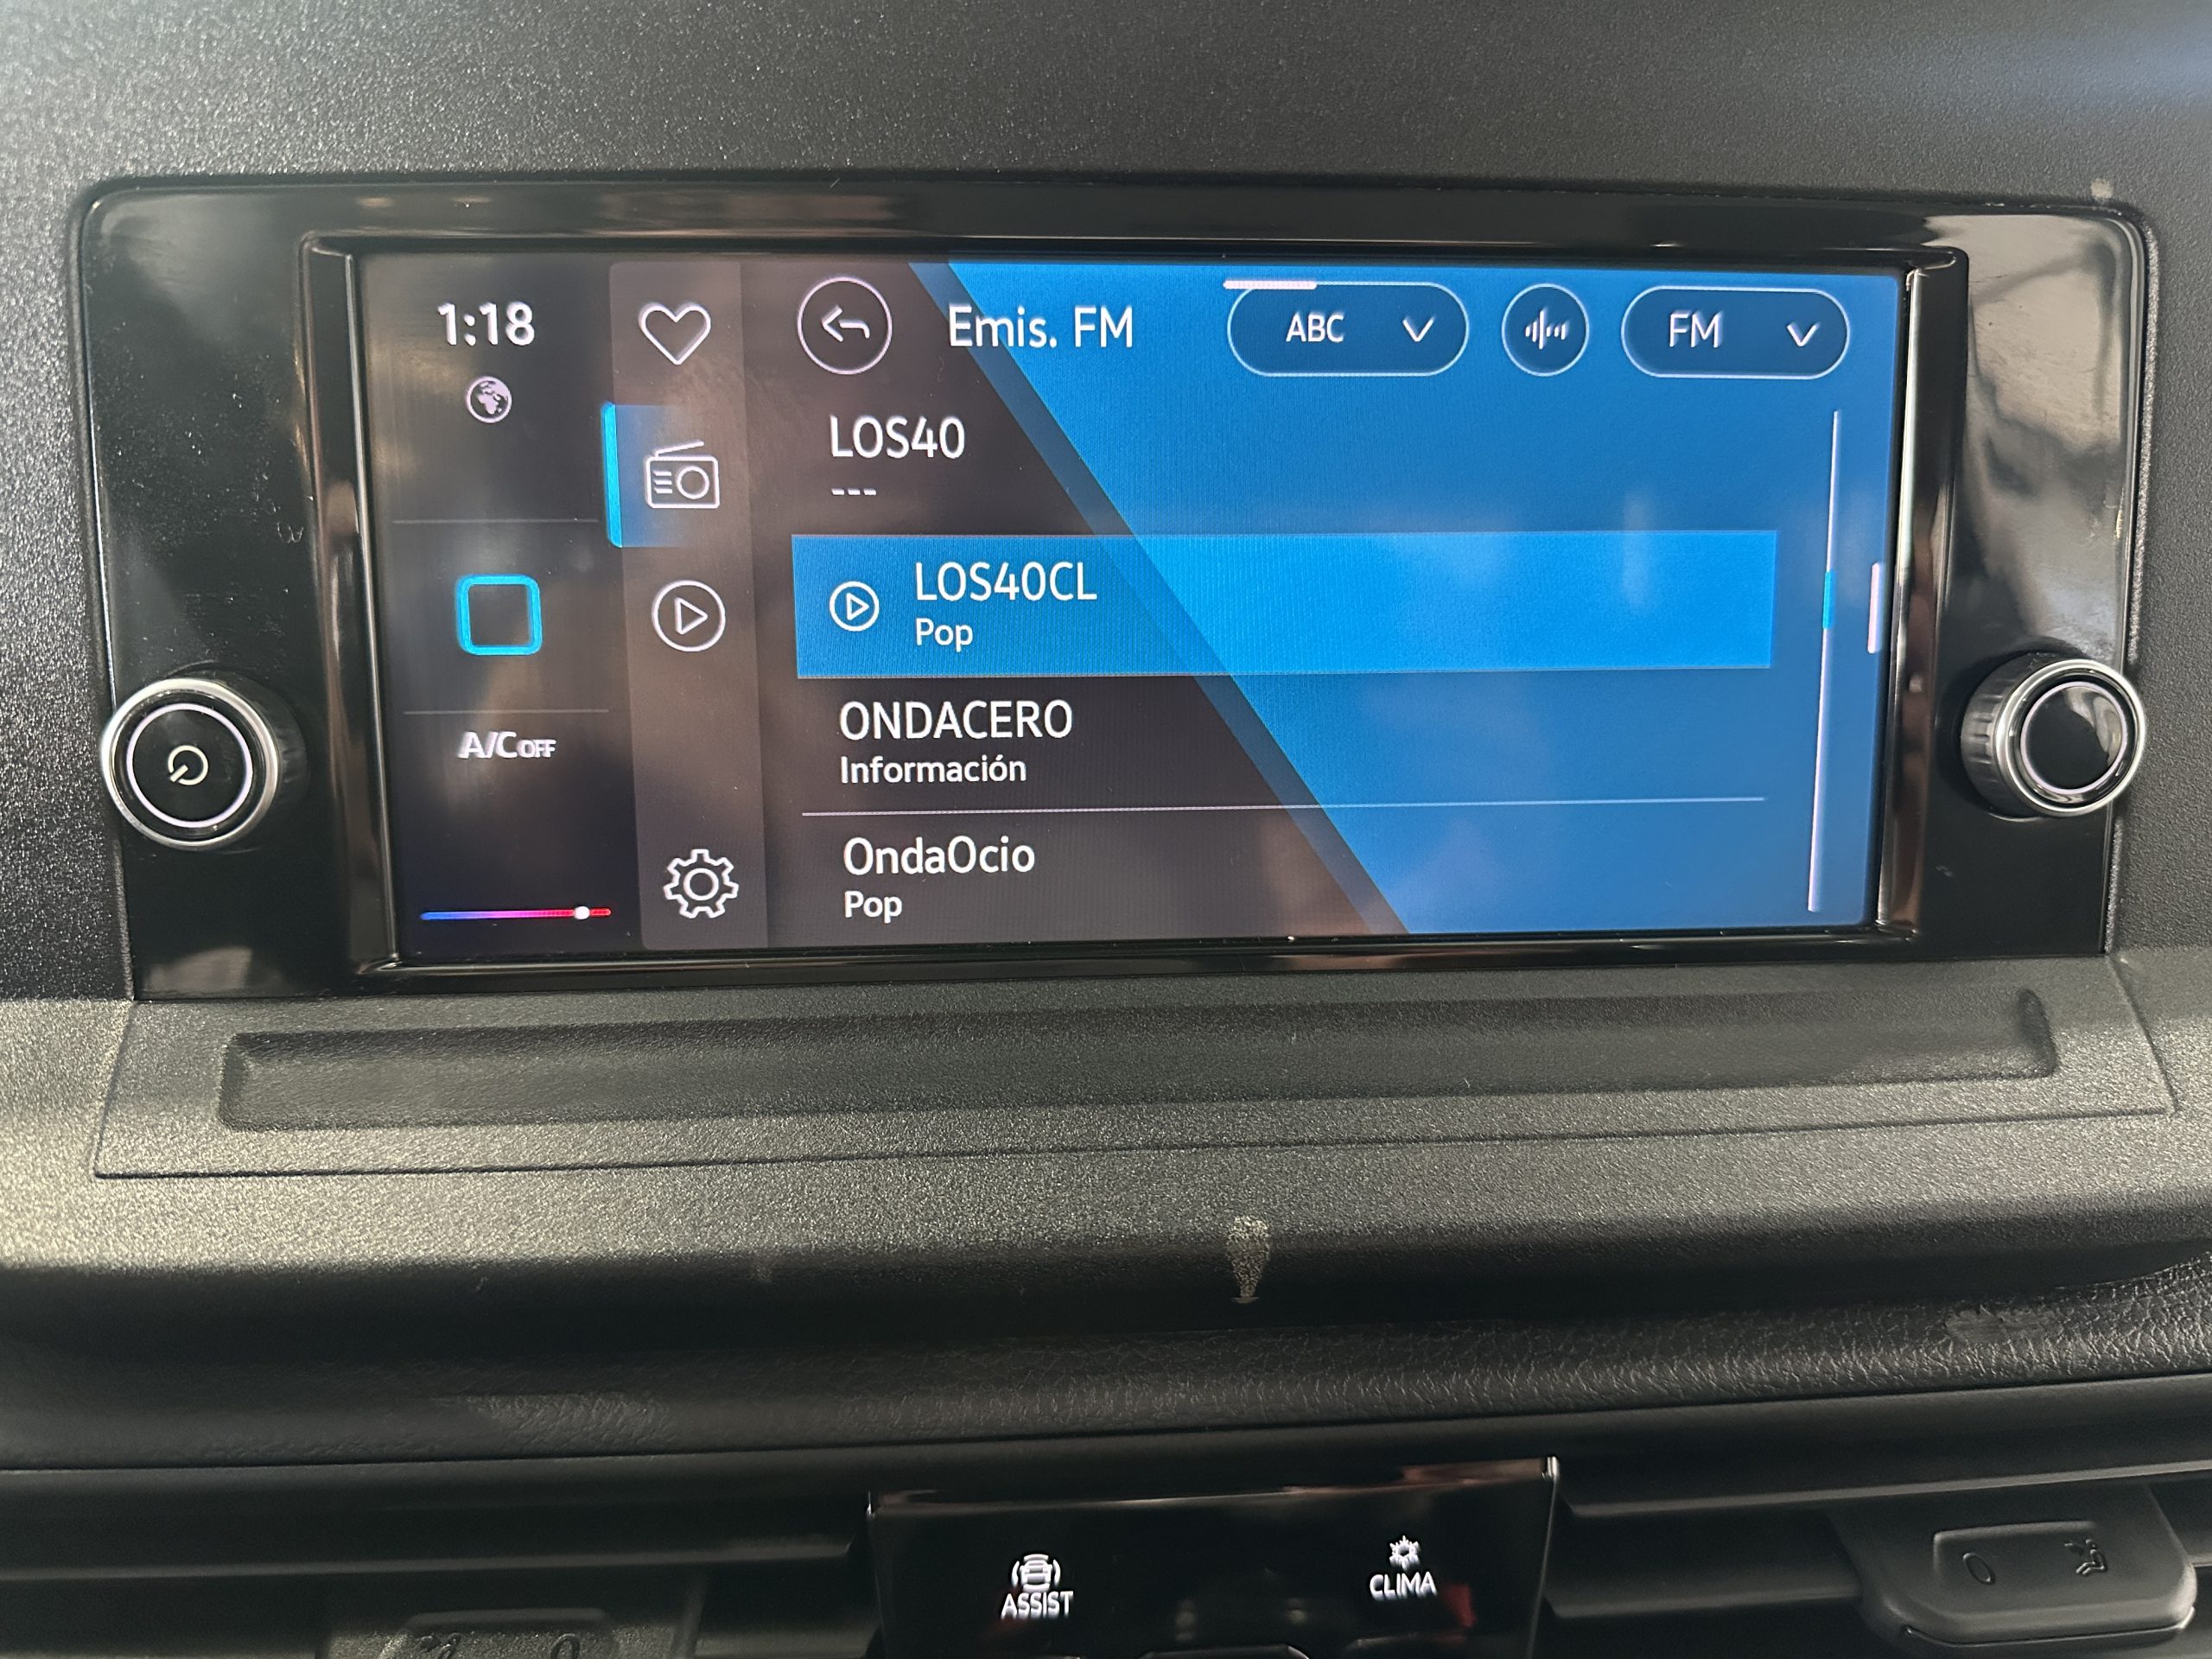 1:18
Emis. FM
ABC
FM
LOS40
---
LOS40CL
Pop
ONDACERO
Información
A/C OFF
OndaOcio
Pop
ASSIST
CLIMA